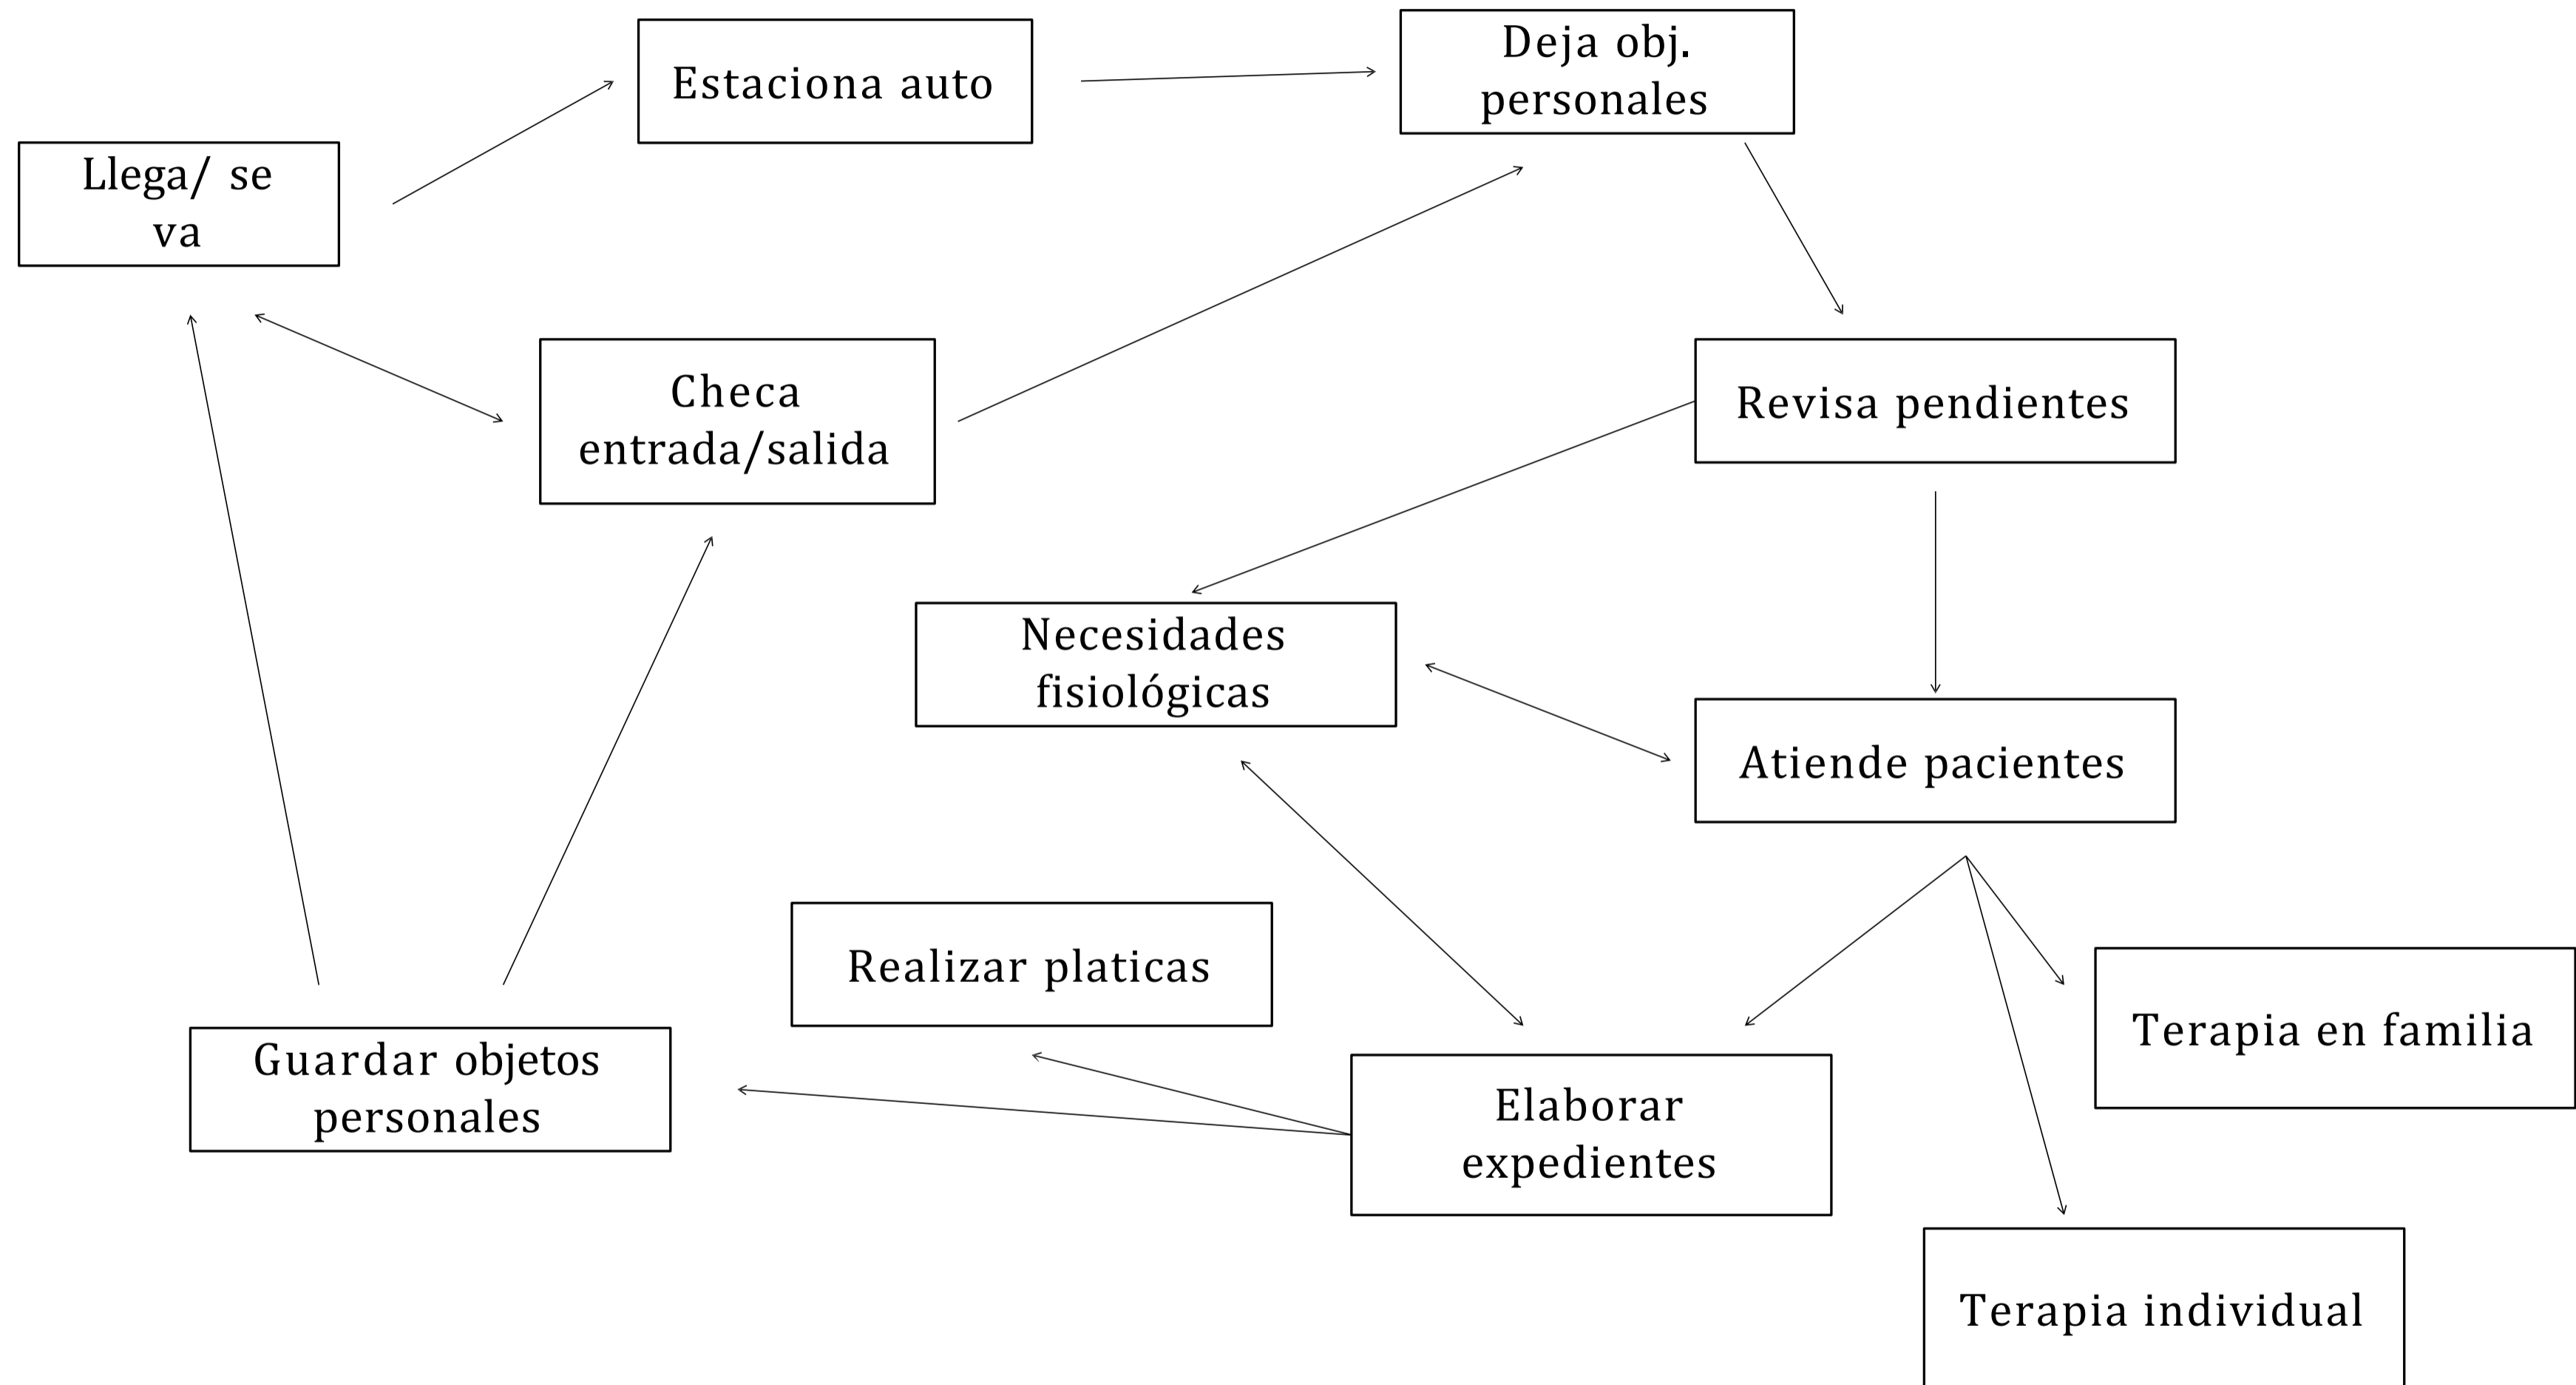 Estaciona auto
Deja obj.
personales
Llega/ se
va
Checa
entrada/salida
Revisa pendientes
Necesidades
fisiológicas
Atiende pacientes
Realizar platicas
Terapia en familia
Guardar objetos
personales
Elaborar
expedientes
Terapia individual